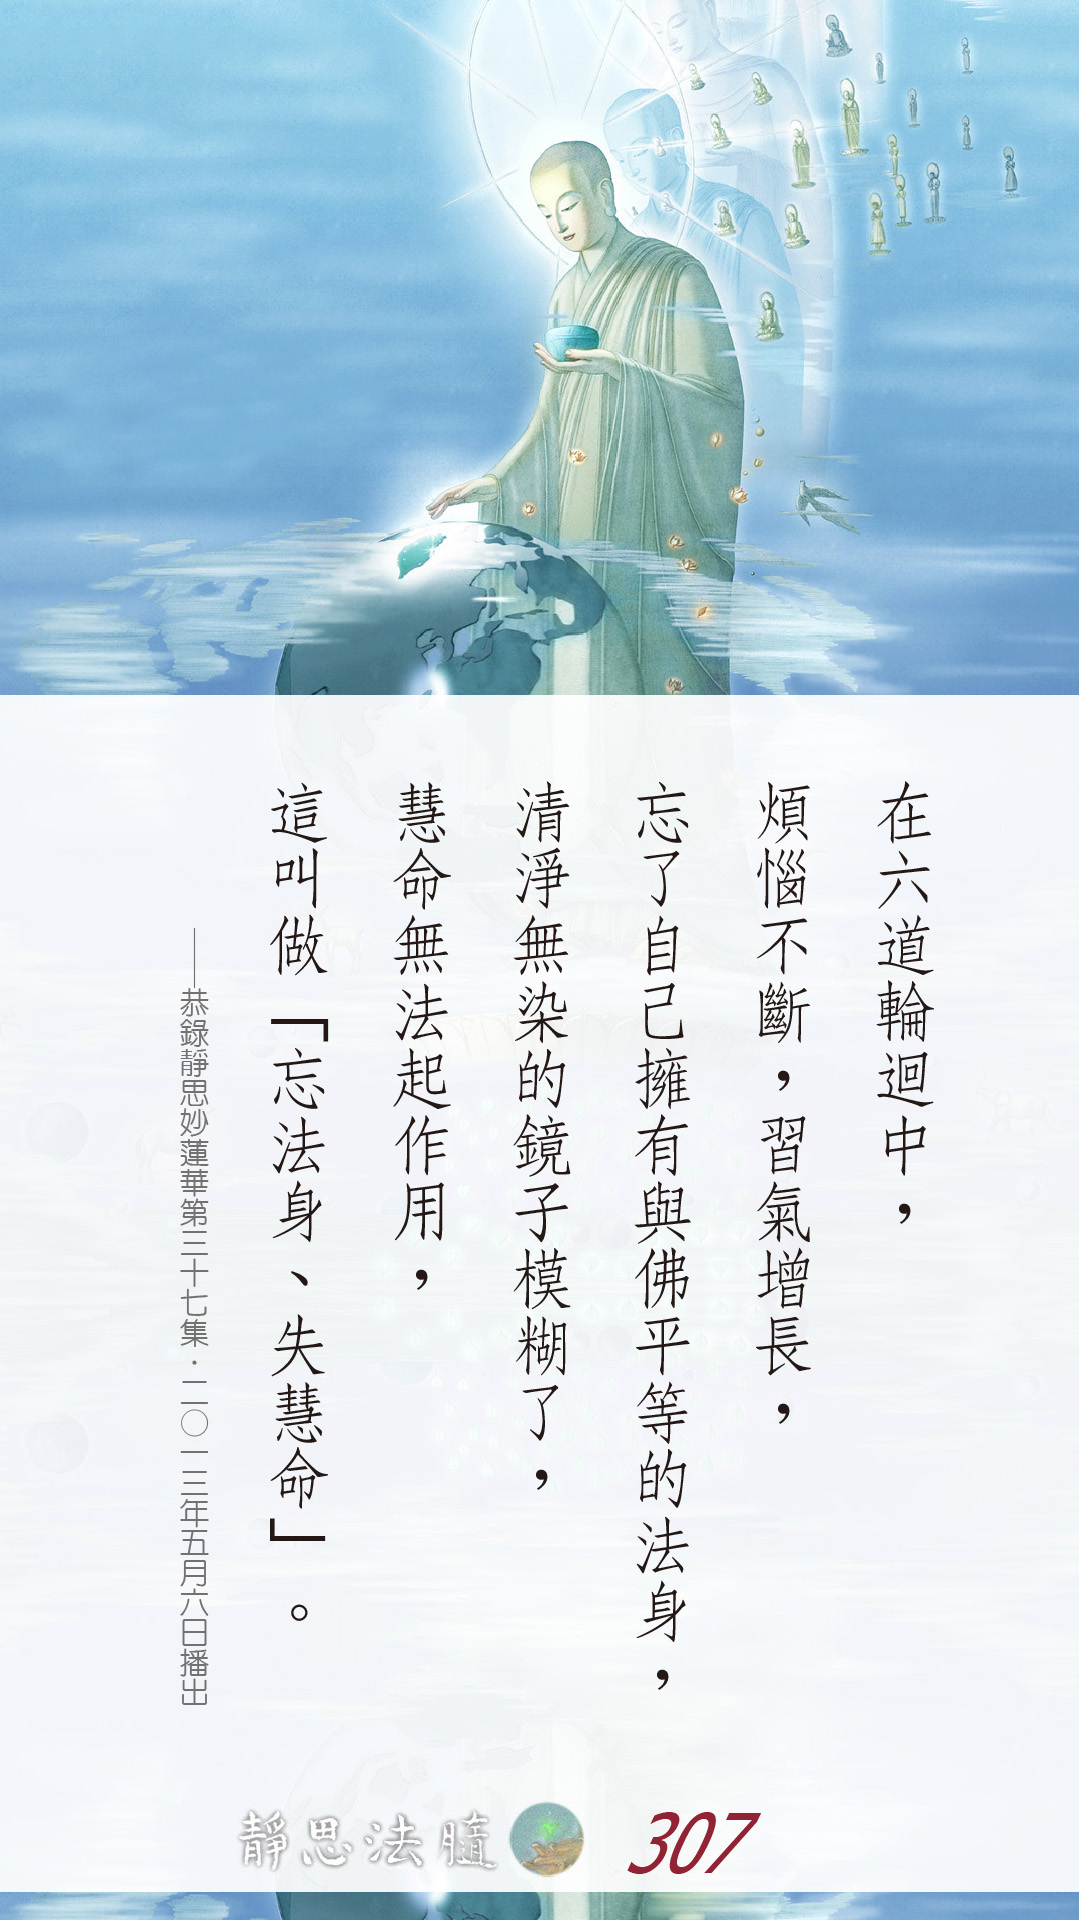 在六道輪迴中，
煩惱不斷，習氣增長，
忘了自己擁有與佛平等的法身，
清淨無染的鏡子模糊了，
慧命無法起作用，
這叫做「忘法身、失慧命」。
——恭錄靜思妙蓮華第三十七集．二〇一三年五月六日播出
靜思法髓 307